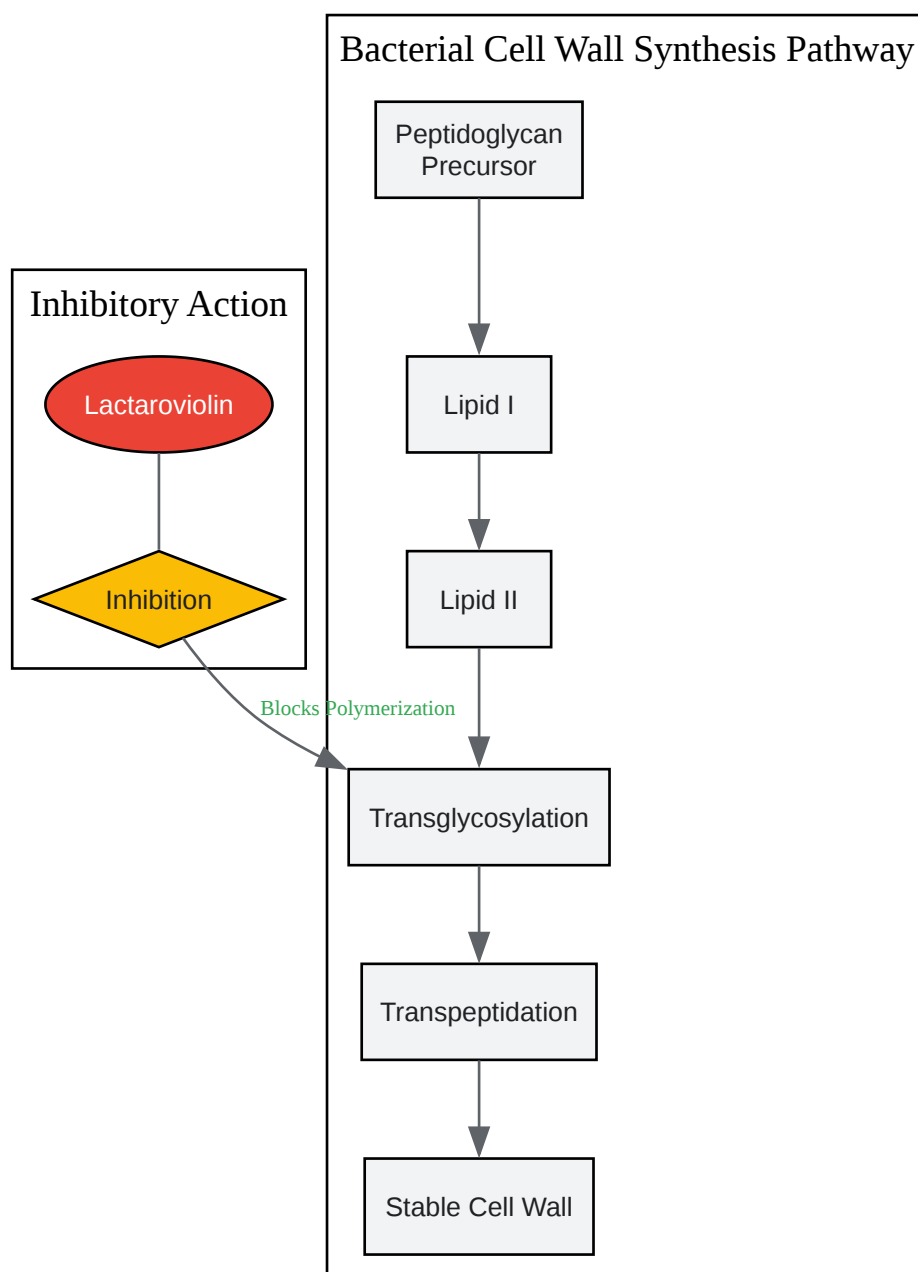 Bacterial Cell Wall Synthesis Pathway
Peptidoglycan
Precursor
Inhibitory Action
Lactaroviolin
Lipid I
Inhibition
Lipid II
Blocks Polymerization
Transglycosylation
Transpeptidation
Stable Cell Wall